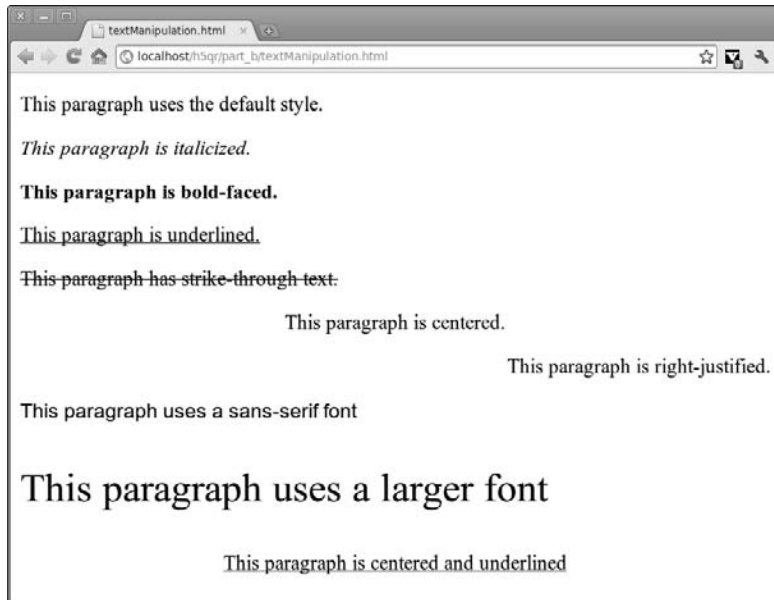 textManipulation.html
localhost/h5qr/part_b/textManipulation.html
This paragraph uses the default style.
This paragraph is italicized.
This paragraph is bold-faced.
This paragraph is underlined.
This paragraph has strike-through text.
This paragraph is centered.
This paragraph is right-justified.
This paragraph uses a sans-serif font
This paragraph uses a larger font
This paragraph is centered and underlined